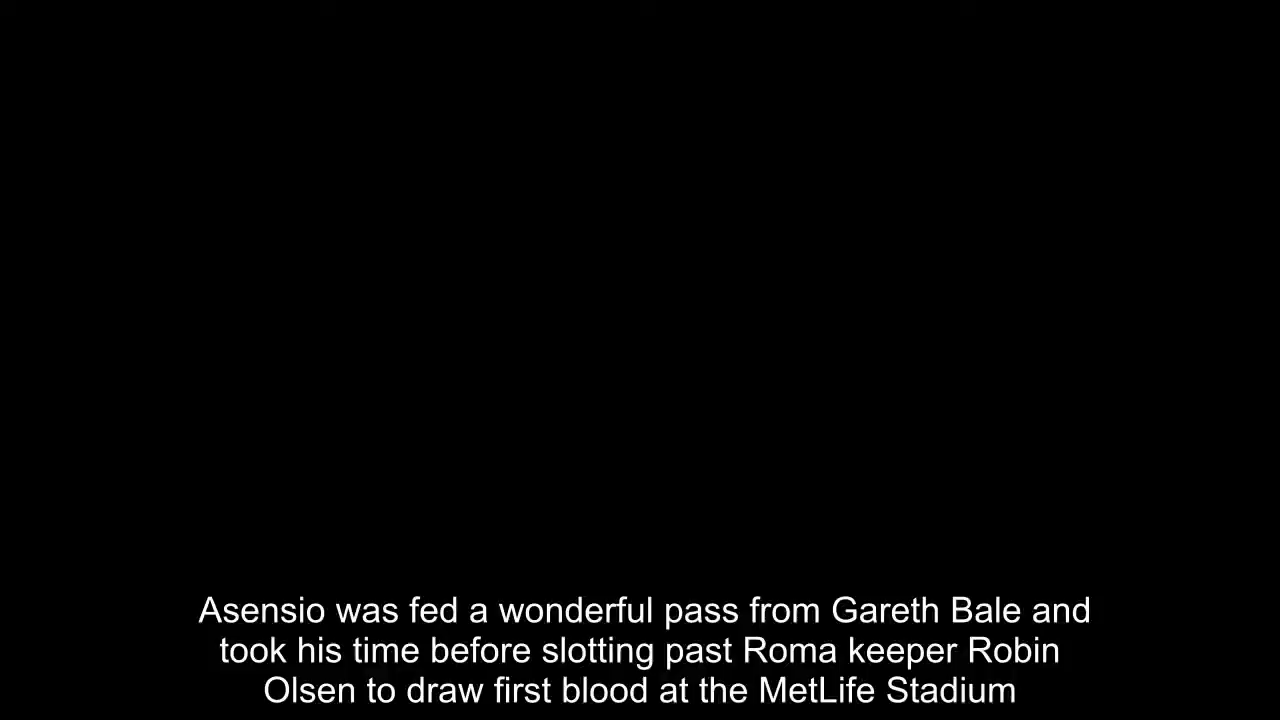 Asensio was fed a wonderful pass from Gareth Bale and
took his time before slotting past Roma keeper Robin
Olsen to draw first blood at the MetLife Stadium